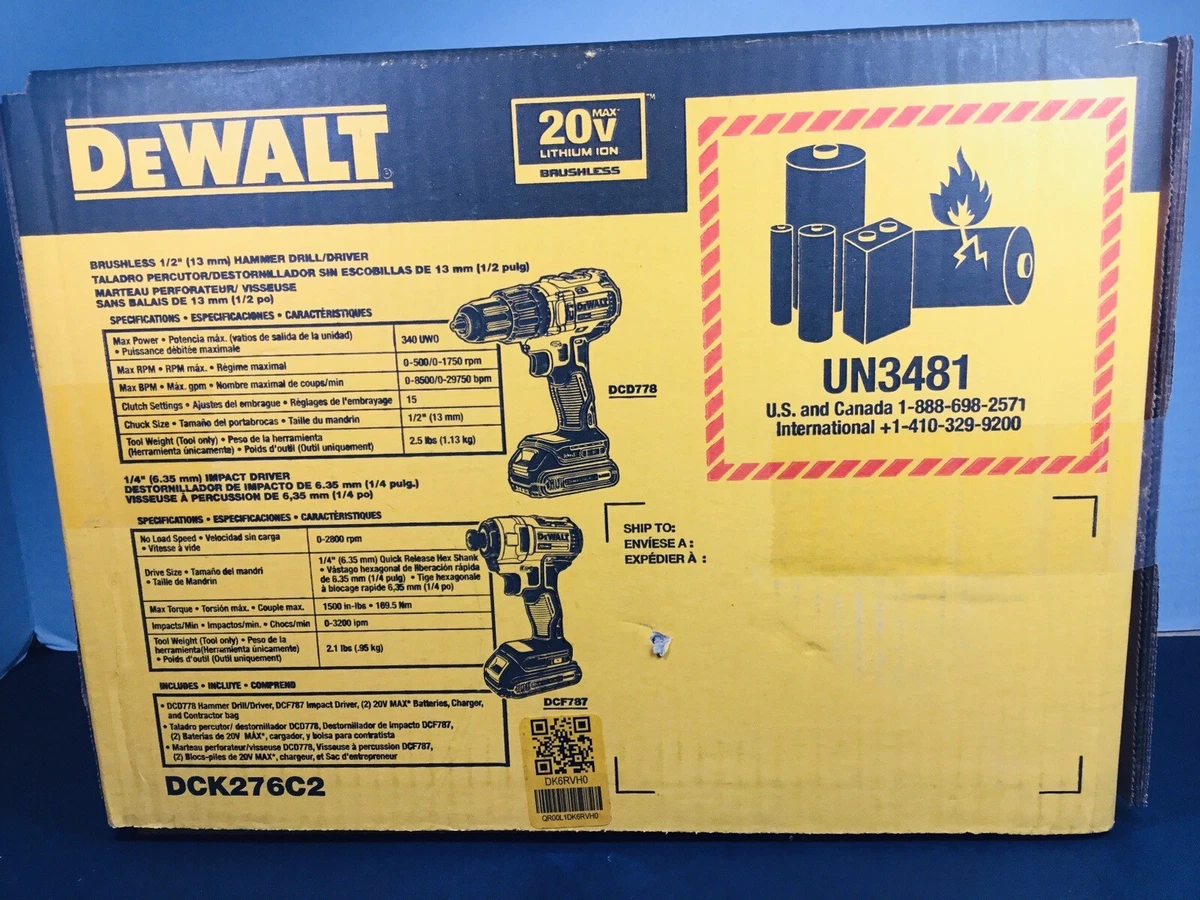 DEWALT
20V MAX™
LITHIUM ION
BRUSHLESS
BRUSHLESS 1/2" (13 mm) HAMMER DRILL/DRIVER
TALADRO PERCUTOR/DESTORNILLADOR SIN ESCOBILLAS DE 13 mm (1/2 pulg)
MARTEAU PERFORATEUR/ VISSEUSE
SANS BALAIS DE 13 mm (1/2 po)
SPECIFICATIONS • ESPECIFICACIONES • CARACTÉRISTIQUES
Max Power • Potencia máx. (vatios de salida de la unidad)
• Puissance débitée maximale
340 UWO
Max RPM • RPM máx. • Régime maximal
0-500/0-1750 rpm
Max BPM • Máx. gpm • Nombre maximal de coups/min
0-8500/0-29750 bpm
Clutch Settings • Ajustes del embrague • Réglages de l'embrayage
15
Chuck Size • Tamaño del portabrocas • Taille du mandrin
1/2" (13 mm)
Tool Weight (Tool only) • Peso de la herramienta
(Herramienta únicamente) • Poids d'outil (Outil uniquement)
2.5 lbs (1.13 kg)
DEWALT
DCD778
1/4" (6.35 mm) IMPACT DRIVER
DESTORNILLADOR DE IMPACTO DE 6.35 mm (1/4 pulg.)
VISSEUSE À PERCUSSION DE 6,35 mm (1/4 po)
SPECIFICATIONS • ESPECIFICACIONES • CARACTÉRISTIQUES
No Load Speed • Velocidad sin carga
• Vitesse à vide
0-2800 rpm
Drive Size • Tamaño del mandri
• Taille de Mandrin
1/4" (6.35 mm) Quick Release Hex Shank
• Vástago hexagonal de liberación rápida
de 6.35 mm (1/4 pulg) • Tige hexagonale
à blocage rapide 6,35 mm (1/4 po)
Max Torque • Torsión máx. • Couple max.
1500 in-lbs • 169.5 Nm
Impacts/Min • Impactos/min. • Chocs/min
0-3200 ipm
Tool Weight (Tool only) • Peso de la
herramienta(Herramienta únicamente)
• Poids d'outil (Outil uniquement)
2.1 lbs (.95 kg)
DEWALT
DCF787
INCLUDES • INCLUYE • COMPREND
• DCD778 Hammer Drill/Driver, DCF787 Impact Driver, (2) 20V MAX* Batteries, Charger,
and Contractor bag
• Taladro percutor/ destornillador DCD778, Destornillador de impacto DCF787,
(2) Baterías de 20V MÁX*, cargador, y bolsa para contratista
• Marteau perforateur/visseuse DCD778, Visseuse à percussion DCF787,
(2) Blocs-piles de 20V MAX*, chargeur, et Sac d'entrepreneur
DCK276C2
DK6RVH0
QR00L1DK6RVH0
UN3481
U.S. and Canada 1-888-698-2571
International +1-410-329-9200
SHIP TO:
ENVÍESE A :
EXPÉDIER À :